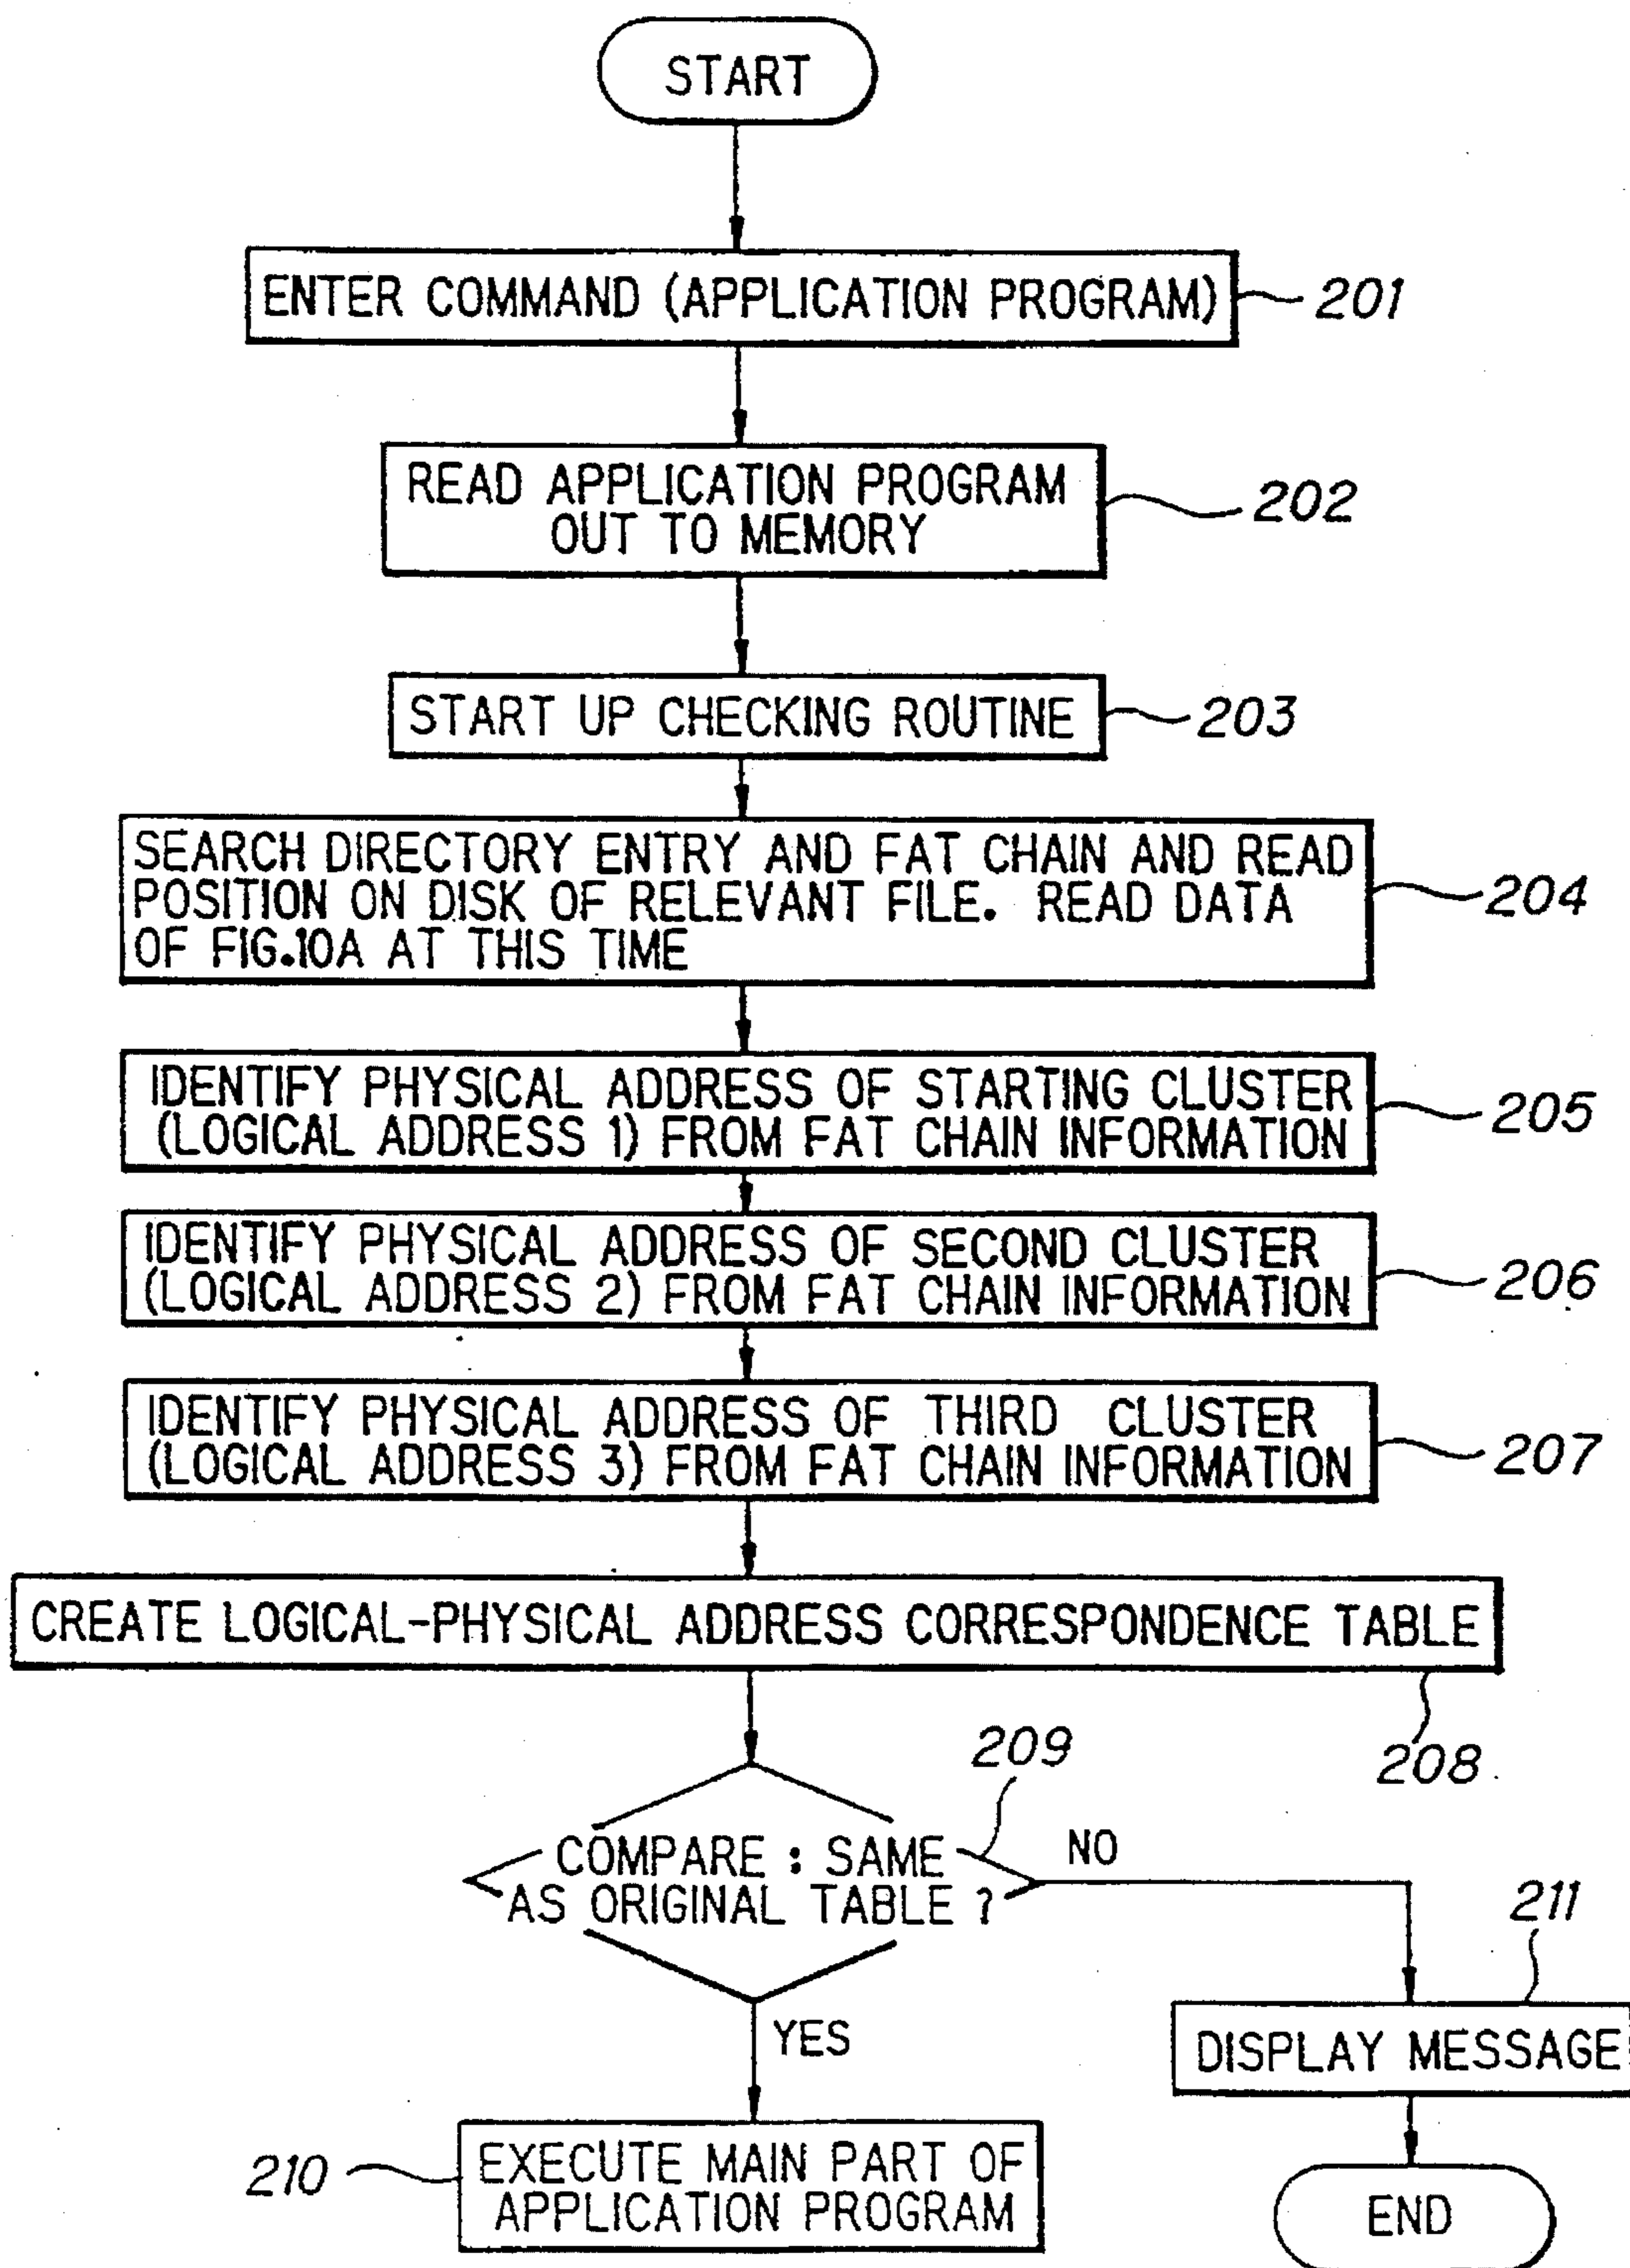 START
ENTER COMMAND (APPLICATION PROGRAM)
201
READ APPLICATION PROGRAM
OUT TO MEMORY
202
START UP CHECKING ROUTINE
203
SEARCH DIRECTORY ENTRY AND FAT CHAIN AND READ
POSITION ON DISK OF RELEVANT FILE. READ DATA
OF FIG.10A AT THIS TIME
204
IDENTIFY PHYSICAL ADDRESS OF STARTING CLUSTER
(LOGICAL ADDRESS 1) FROM FAT CHAIN INFORMATION
205
IDENTIFY PHYSICAL ADDRESS OF SECOND CLUSTER
(LOGICAL ADDRESS 2) FROM FAT CHAIN INFORMATION
206
IDENTIFY PHYSICAL ADDRESS OF THIRD CLUSTER
(LOGICAL ADDRESS 3) FROM FAT CHAIN INFORMATION
207
CREATE LOGICAL-PHYSICAL ADDRESS CORRESPONDENCE TABLE
208
209
COMPARE : SAME
AS ORIGINAL TABLE ?
NO
211
YES
DISPLAY MESSAGE
210
EXECUTE MAIN PART OF
APPLICATION PROGRAM
END